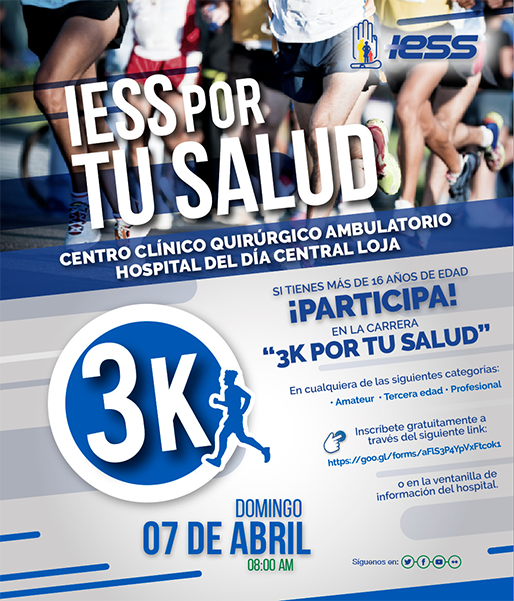 IESS
IESS POR
TU SALUD
CENTRO CLÍNICO QUIRÚRGICO AMBULATORIO
HOSPITAL DEL DÍA CENTRAL LOJA
SI TIENES MÁS DE 16 AÑOS DE EDAD
¡PARTICIPA!
EN LA CARRERA
“3K POR TU SALUD”
En cualquiera de las siguientes categorías:
• Amateur • Tercera edad • Profesional
3K
Inscríbete gratuitamente a
través del siguiente link:
https://goo.gl/forms/aFlS3P4YpVxFtcok1
o en la ventanilla de
información del hospital.
DOMINGO
07 DE ABRIL
08:00 AM
Síguenos en: